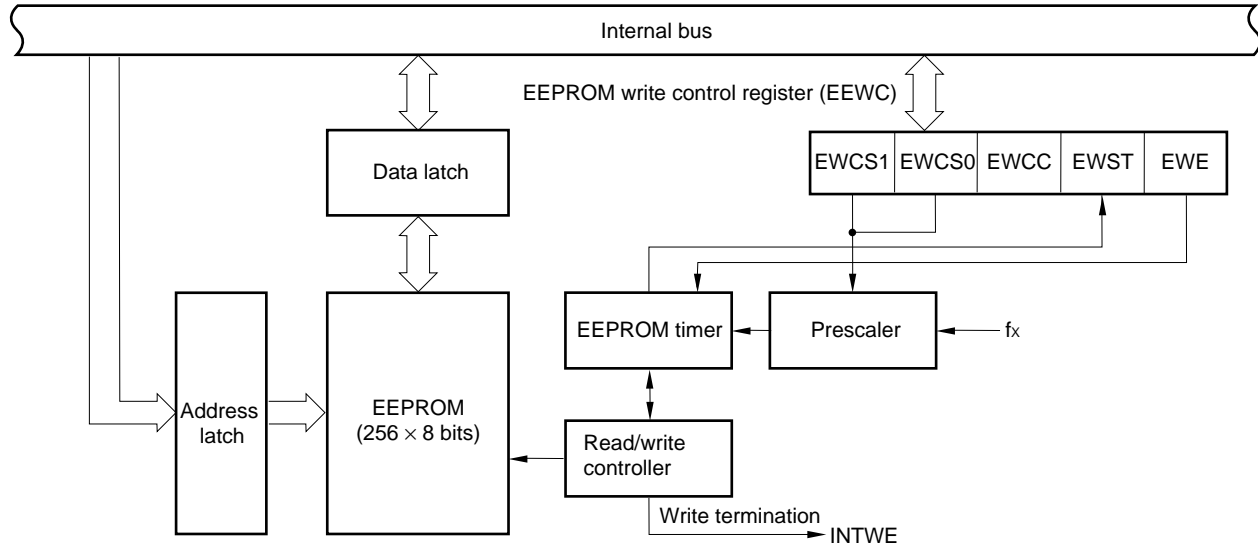 Internal bus
EEPROM write control register (EEWC)
EWCS1 EWCS0 EWCC EWST EWE
Data latch
EEPROM timer
Prescaler
fX
Address
latch
EEPROM
(256 × 8 bits)
Read/write
controller
Write termination
INTWE